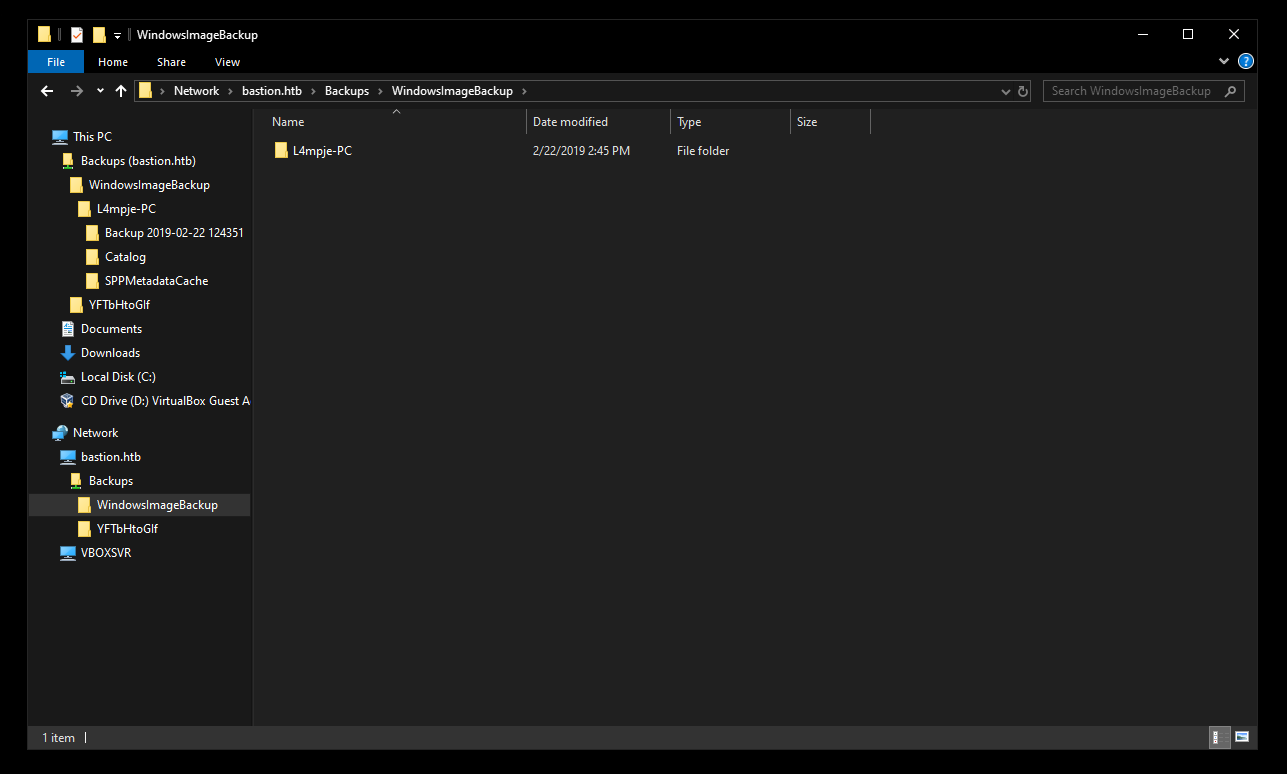 WindowsImageBackup
File Home Share View
Network bastion.htb Backups WindowsImageBackup Search WindowsImageBackup
Name Date modified Type Size
L4mpje-PC 2/22/2019 2:45 PM File folder
This PC
Backups (bastion.htb)
WindowsImageBackup
L4mpje-PC
Backup 2019-02-22 124351
Catalog
SPPMetadataCache
YFTbHtoGlf
Documents
Downloads
Local Disk (C:)
CD Drive (D:) VirtualBox Guest A
Network
bastion.htb
Backups
WindowsImageBackup
YFTbHtoGlf
VBOXSVR
1 item